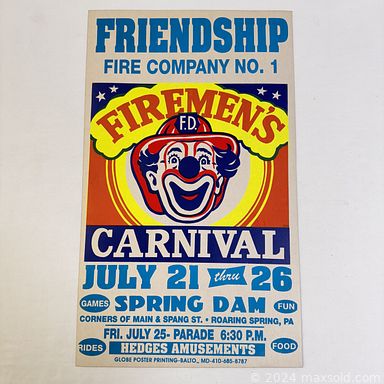 FRIENDSHIP
FIRE COMPANY NO. 1
FIREMEN'S
F.D.
CARNIVAL
JULY 21 thru 26
GAMES SPRING DAM FUN
CORNERS OF MAIN & SPANG ST. • ROARING SPRING, PA
FRI. JULY 25- PARADE 6:30 P.M.
RIDES HEDGES AMUSEMENTS FOOD
GLOBE POSTER PRINTING-BALTO., MD-410-685-8787
© 2024 maxsold.com